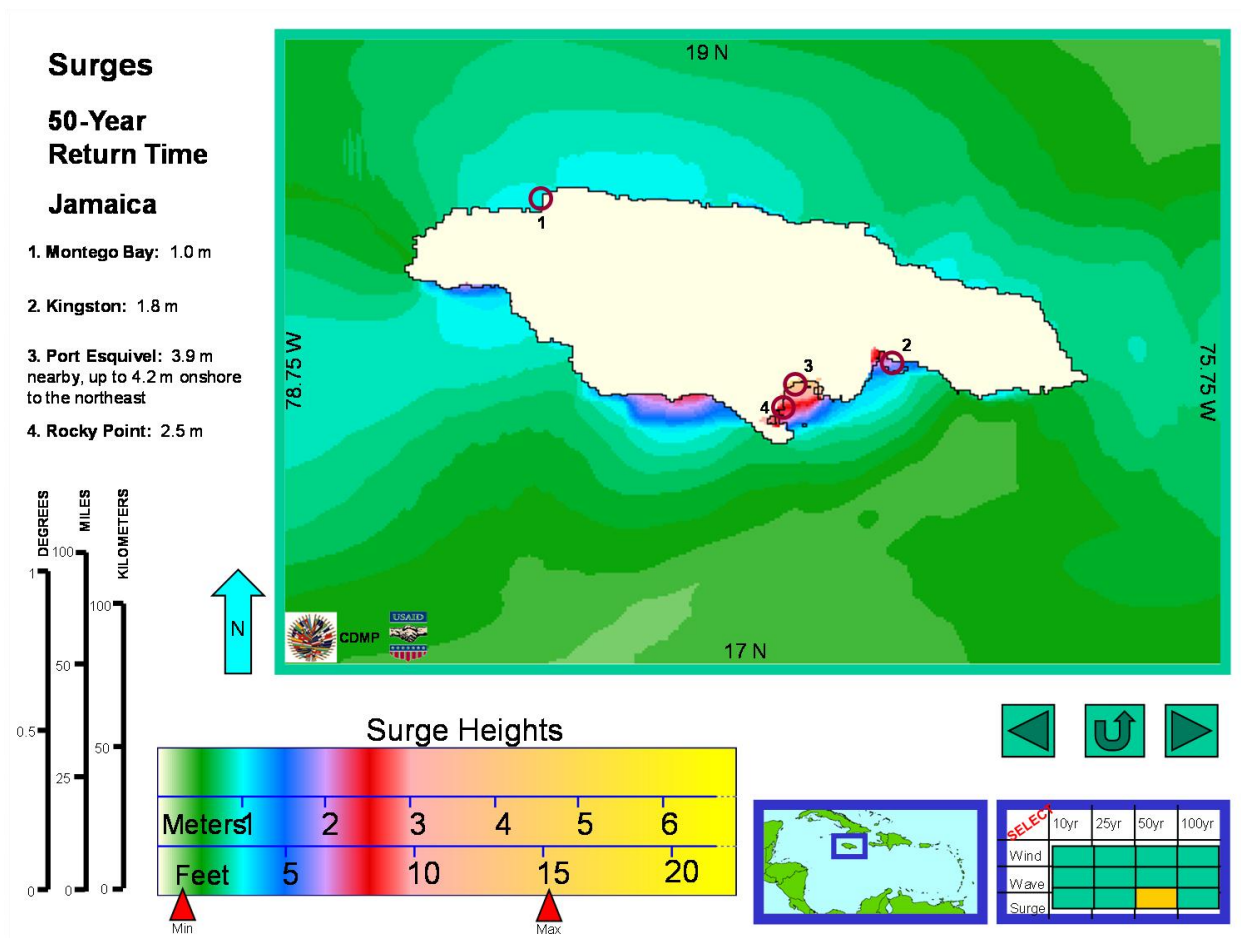 Surges
50-Year
Return Time
Jamaica
1. Montego Bay: 1.0 m
2. Kingston: 1.8 m
3. Port Esquivel: 3.9 m
nearby, up to 4.2 m onshore
to the northeast
4. Rocky Point: 2.5 m
19 N
78.75 W
75.75 W
17 N
1
2
3
4
CDMP
USAID
DEGREES
MILES
KILOMETERS
1
0.5
0
100
50
25
0
100
50
0
N
Surge Heights
Meters 1 2 3 4 5 6
Feet 5 10 15 20
Min
Max
SELECT 10yr 25yr 50yr 100yr
Wind
Wave
Surge